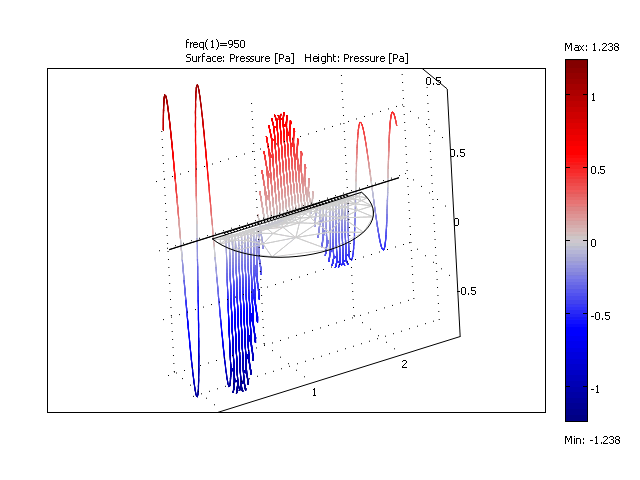 freq(1)=950
Surface: Pressure [Pa]   Height: Pressure [Pa]
Max: 1.238
0.5
1
0.5
0.5
0
0
-0.5
-0.5
2
1
-1
Min: -1.238